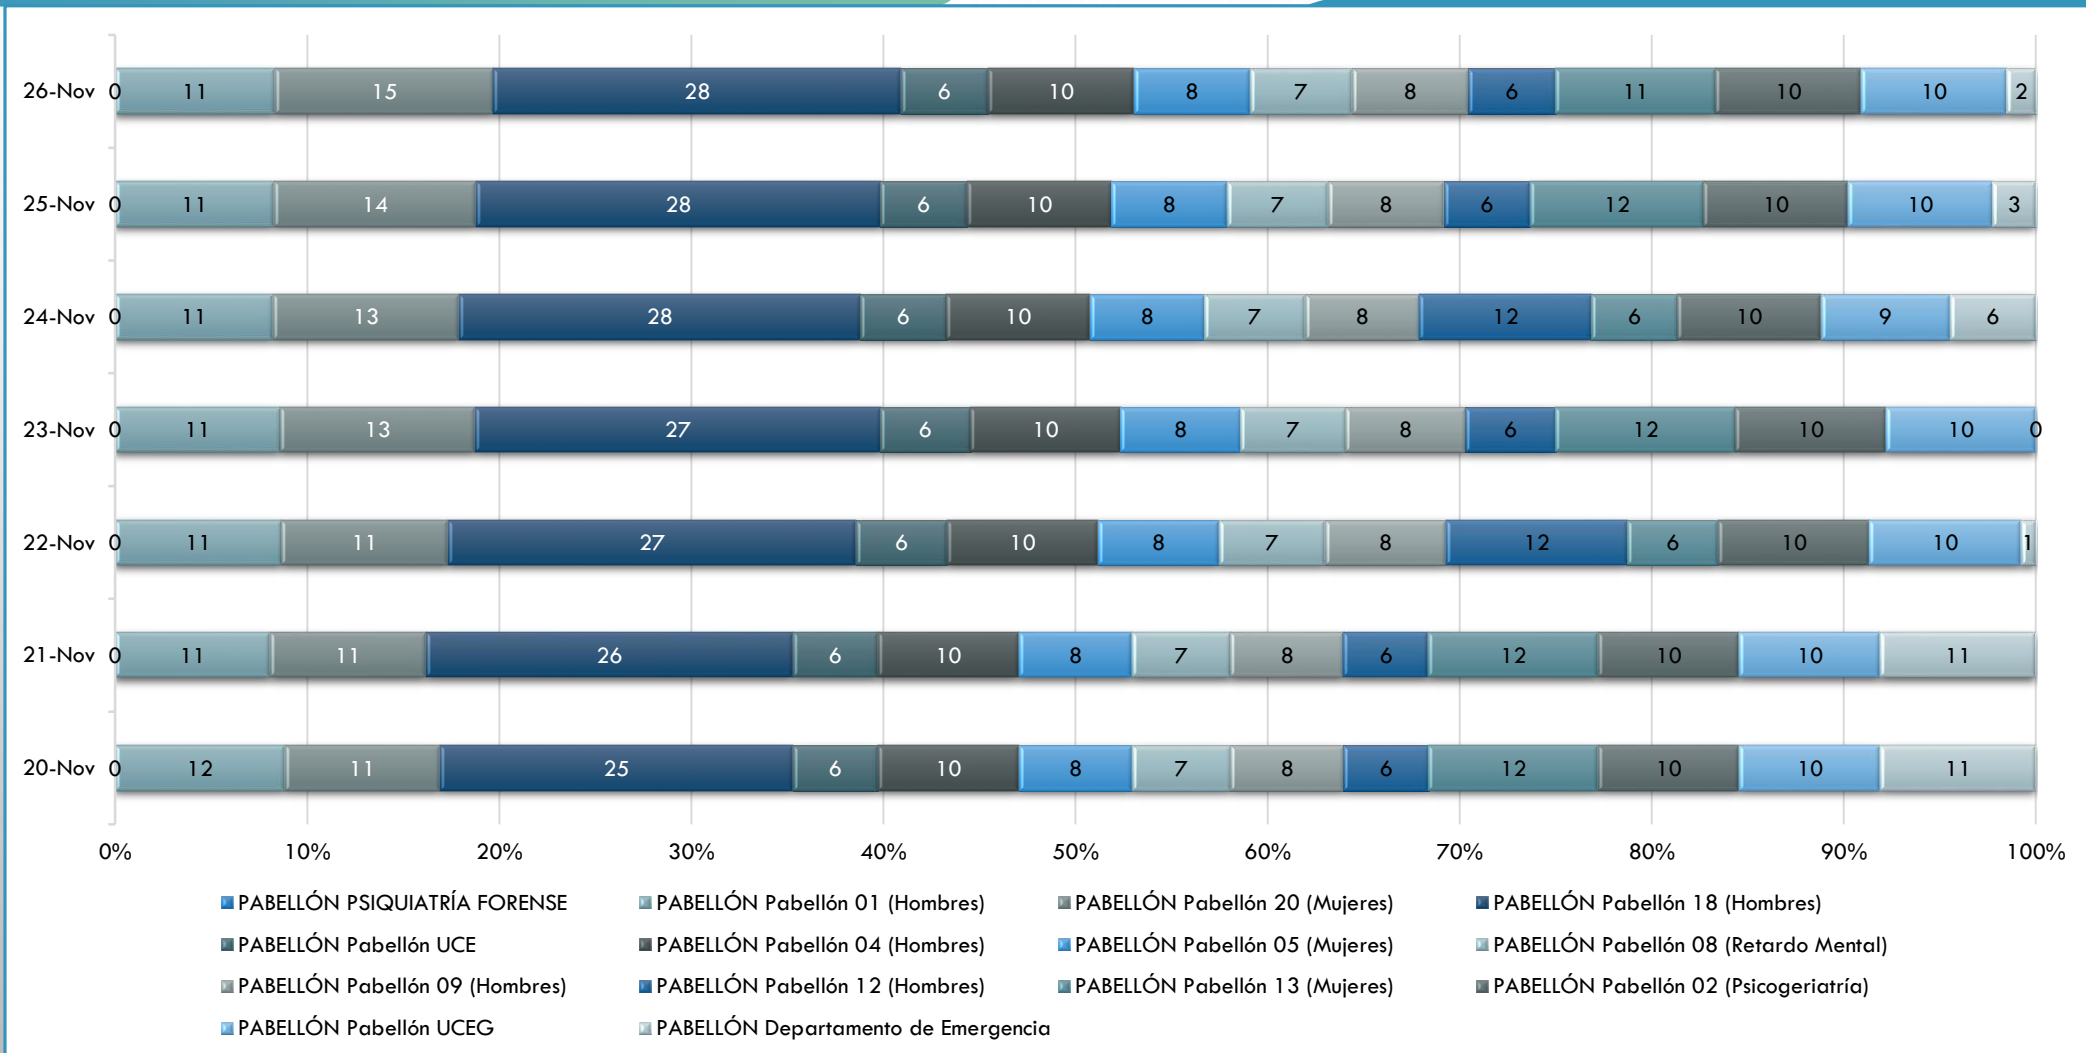 26-Nov 0 11 15 28 6 10 8 7 8 6 11 10 10 2
25-Nov 0 11 14 28 6 10 8 7 8 6 12 10 10 3
24-Nov 0 11 13 28 6 10 8 7 8 12 6 10 9 6
23-Nov 0 11 13 27 6 10 8 7 8 6 12 10 10 0
22-Nov 0 11 11 27 6 10 8 7 8 12 6 10 10 1
21-Nov 0 11 11 26 6 10 8 7 8 6 12 10 10 11
20-Nov 0 12 11 25 6 10 8 7 8 6 12 10 10 11
0% 10% 20% 30% 40% 50% 60% 70% 80% 90% 100%
PABELLÓN PSIQUIATRÍA FORENSE PABELLÓN Pabellón 01 (Hombres) PABELLÓN Pabellón 20 (Mujeres) PABELLÓN Pabellón 18 (Hombres)
PABELLÓN Pabellón UCE PABELLÓN Pabellón 04 (Hombres) PABELLÓN Pabellón 05 (Mujeres) PABELLÓN Pabellón 08 (Retardo Mental)
PABELLÓN Pabellón 09 (Hombres) PABELLÓN Pabellón 12 (Hombres) PABELLÓN Pabellón 13 (Mujeres) PABELLÓN Pabellón 02 (Psicogeriatría)
PABELLÓN Pabellón UCEG PABELLÓN Departamento de Emergencia